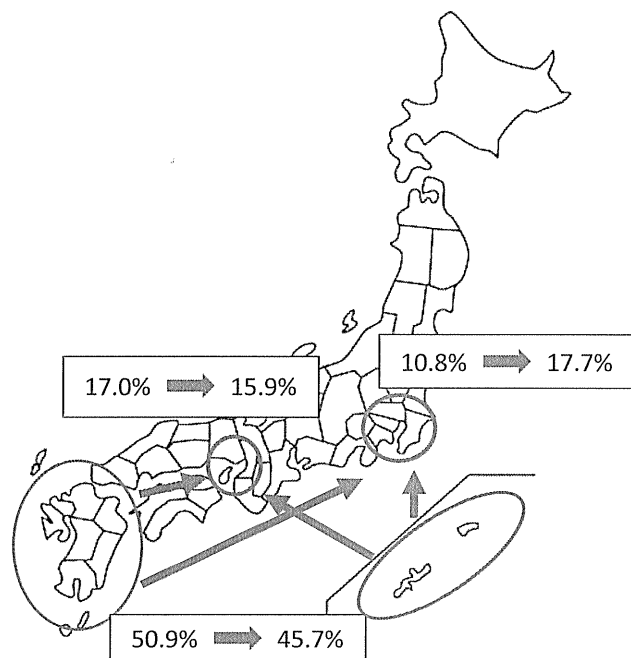 10.8% → 17.7%
17.0% → 15.9%
50.9% → 45.7%